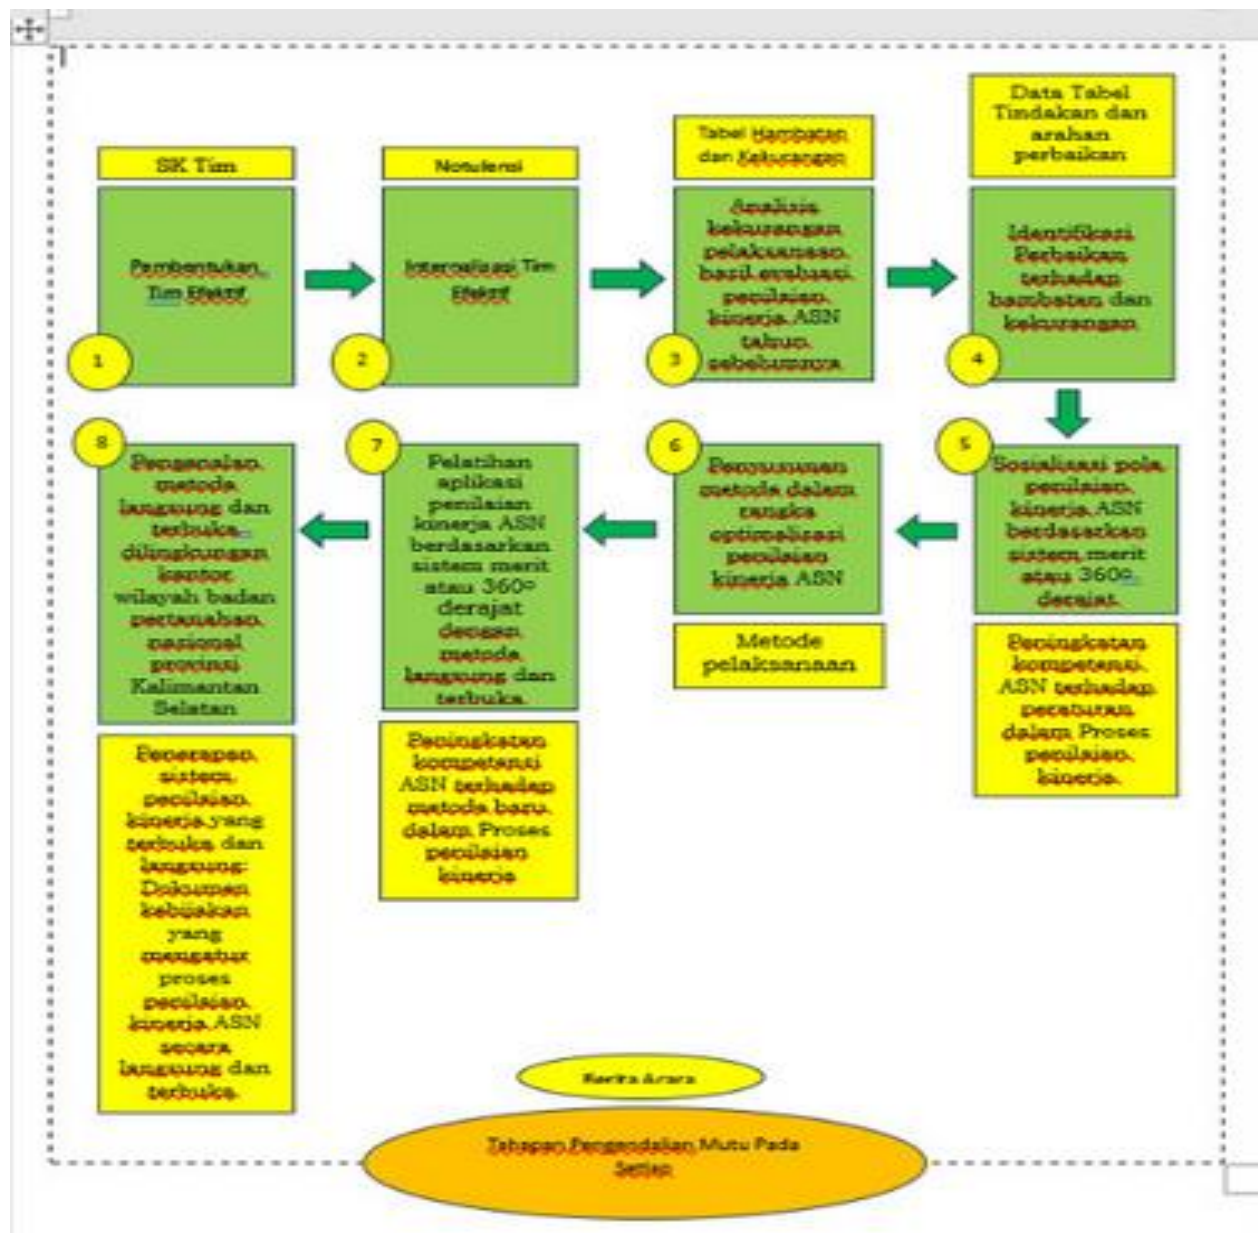 SK Tim
Pembentukan
Tim Efektif
1
Notulensi
Internalisasi Tim
Efektif
2
Tabel Hambatan
dan Kekurangan
Analisis
kekurangan
pelaksanaan
hasil evaluasi
penilaian
kinerja ASN
tahun
sebelumnya
3
Data Tabel
Tindakan dan
arahan
perbaikan
Identifikasi
Perbaikan
terhadap
hambatan dan
kekurangan
4
5
Sosialisasi pola
penilaian
kinerja ASN
berdasarkan
sistem merit
atau 360º
derajat
Peningkatan
kompetensi
ASN terhadap
peraturan
dalam Proses
penilaian
kinerja.
6
Penyusunan
metoda dalam
rangka
optimalisasi
penilaian
kinerja ASN
Metode
pelaksanaan
7
Pelatihan
aplikasi
penilaian
kinerja ASN
berdasarkan
sistem merit
atau 360º
derajat
dengan
metoda
langsung dan
terbuka
Peningkatan
kompetensi
ASN terhadap
metoda baru
dalam Proses
penilaian
kinerja
8
Pengenalan
metoda
langsung dan
terbuka
dilingkungan
kantor
wilayah badan
pertanahan
nasional
provinsi
Kalimantan
Selatan
Penerapan
sistem
penilaian
kinerja yang
terbuka dan
langsung:
Dokumen
kebijakan
yang
mengatur
proses
penilaian
kinerja ASN
secara
langsung dan
terbuka.
Berita Acara
Tahapan Pengendalian Mutu Pada
Setiap